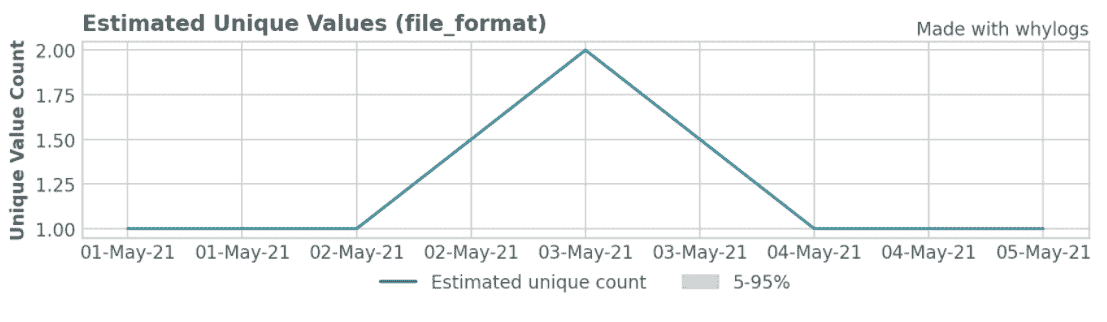 Estimated Unique Values (file_format)
Made with whylogs
Unique Value Count
2.00
1.75
1.50
1.25
1.00
01-May-21 01-May-21 02-May-21 02-May-21 03-May-21 03-May-21 04-May-21 04-May-21 05-May-21
Estimated unique count 5-95%